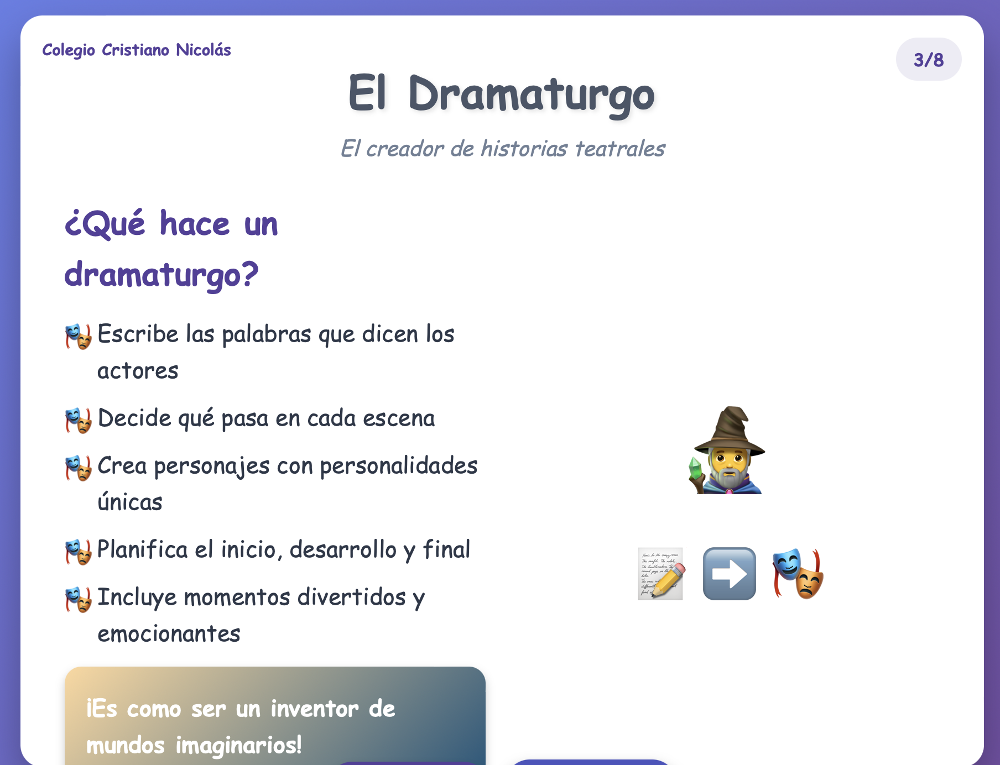 Colegio Cristiano Nicolás
3/8
El Dramaturgo
El creador de historias teatrales
¿Qué hace un
dramaturgo?
Escribe las palabras que dicen los
actores
Decide qué pasa en cada escena
Crea personajes con personalidades
únicas
Planifica el inicio, desarrollo y final
Incluye momentos divertidos y
emocionantes
¡Es como ser un inventor de
mundos imaginarios!